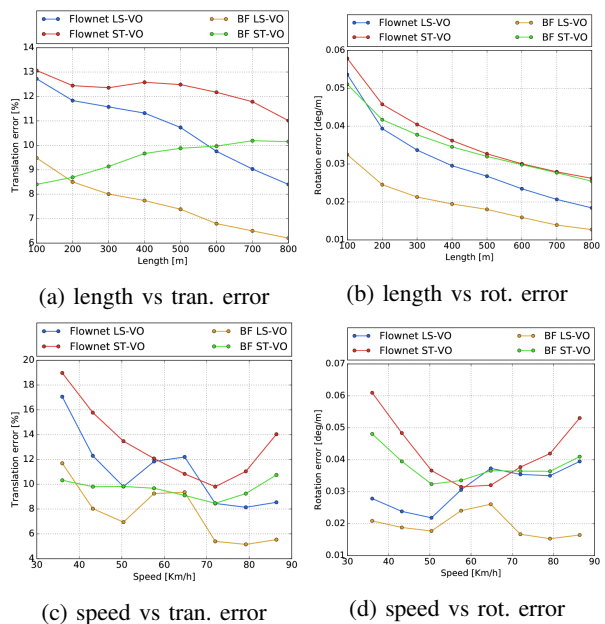 Flownet LS-VO BF LS-VO
Flownet ST-VO BF ST-VO
Translation error [%]
14
13
12
11
10
9
8
7
6
100 200 300 400 500 600 700 800
Length [m]
(a) length vs tran. error
Flownet LS-VO BF LS-VO
Flownet ST-VO BF ST-VO
Rotation error [deg/m]
0.06
0.05
0.04
0.03
0.02
0.01
100 200 300 400 500 600 700 800
Length [m]
(b) length vs rot. error
Flownet LS-VO BF LS-VO
Flownet ST-VO BF ST-VO
Translation error [%]
20
18
16
14
12
10
8
6
4
30 40 50 60 70 80 90
Speed [Km/h]
(c) speed vs tran. error
Flownet LS-VO BF LS-VO
Flownet ST-VO BF ST-VO
Rotation error [deg/m]
0.07
0.06
0.05
0.04
0.03
0.02
0.01
30 40 50 60 70 80 90
Speed [Km/h]
(d) speed vs rot. error